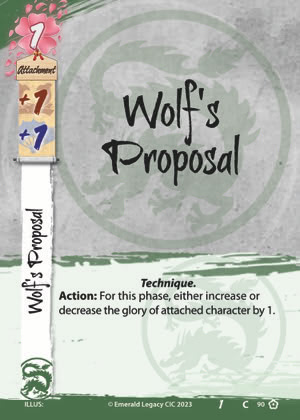 1
Attachment
+1
+1
Wolf's
Proposal
Wolf's Proposal
Technique.
Action: For this phase, either increase or
decrease the glory of attached character by 1.
ILLUS:
© Emerald Legacy CIC 2023
1
C
90